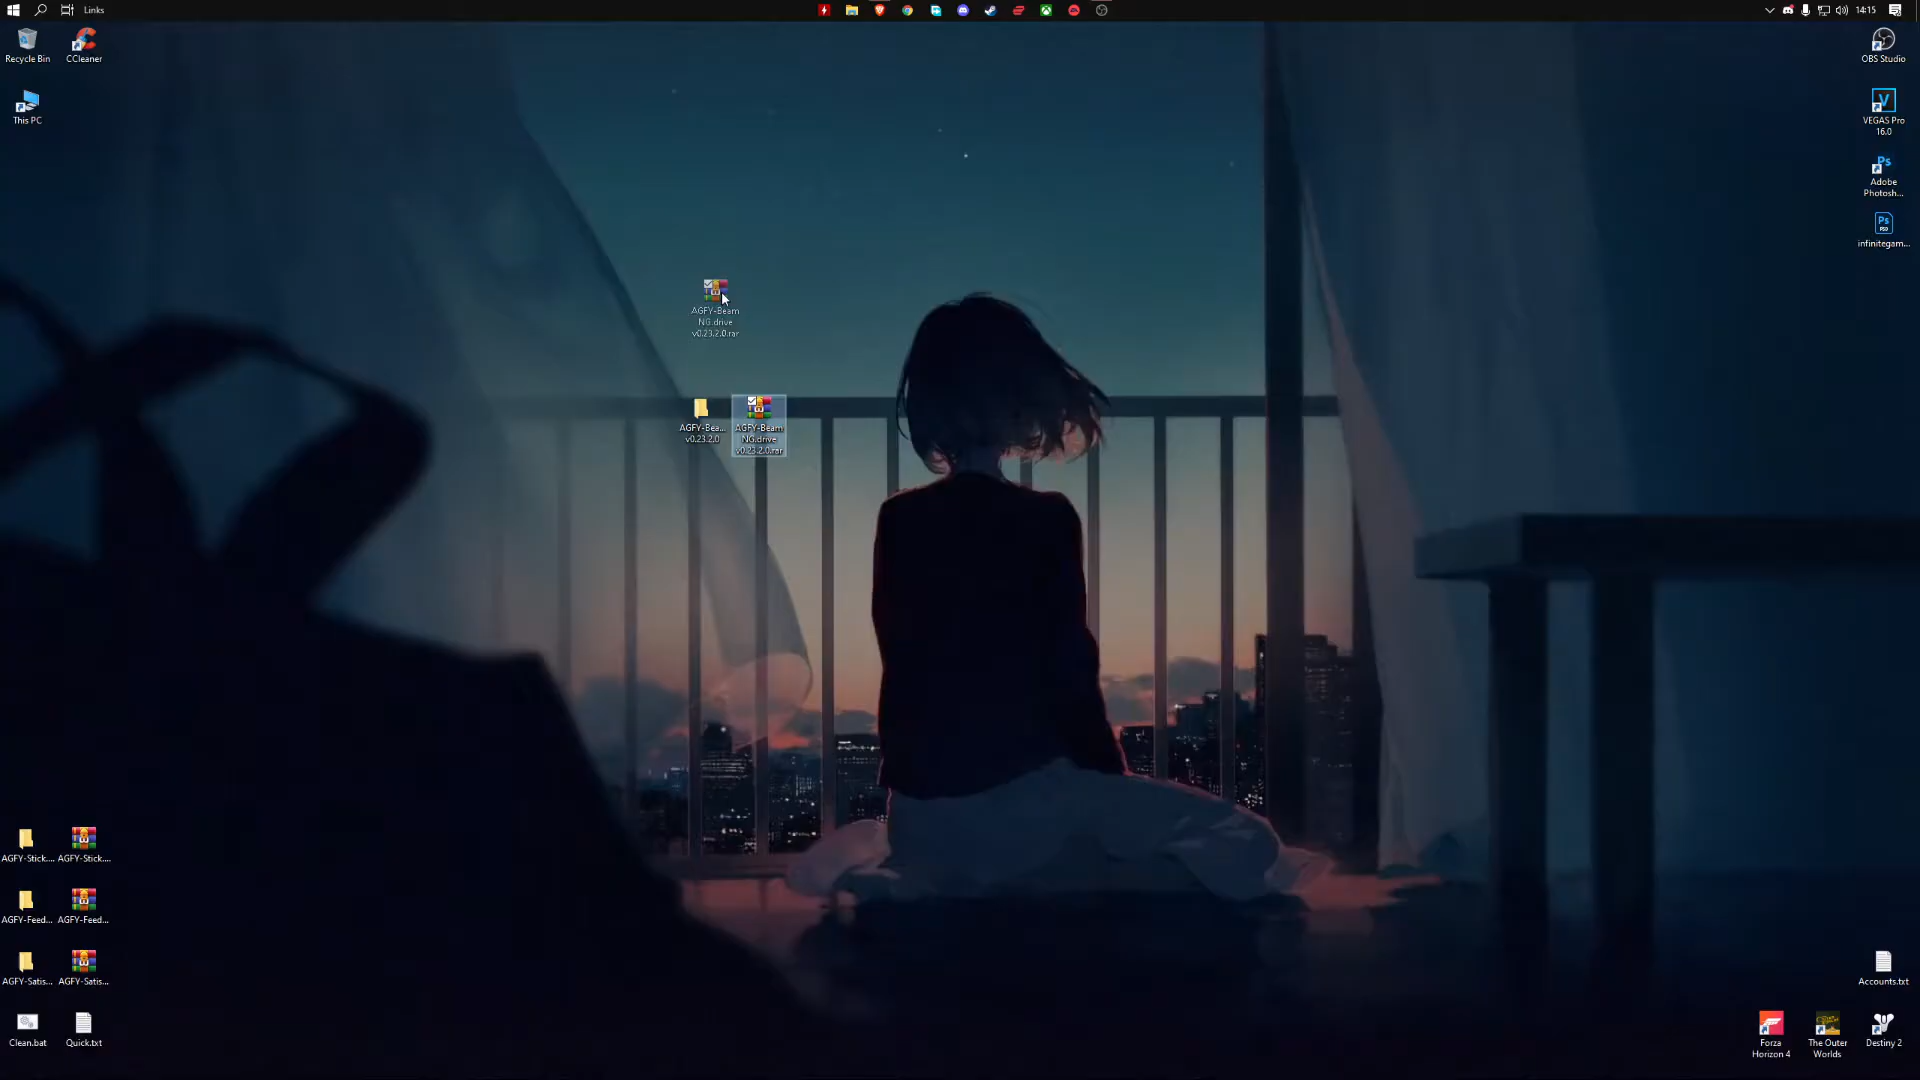 Links
14:15
Recycle Bin
CCleaner
This PC
OBS Studio
VEGAS Pro
16.0
Adobe
Photosh...
infinitegam...
AGFY-Beam
NG.drive
v0.23.2.0.rar
AGFY-Bea...
v0.23.2.0
AGFY-Beam
NG.drive
v0.23.2.0.rar
AGFY-Stick....
AGFY-Stick....
AGFY-Feed...
AGFY-Feed...
AGFY-Satis...
AGFY-Satis...
Clean.bat
Quick.txt
Accounts.txt
Forza
Horizon 4
The Outer
Worlds
Destiny 2